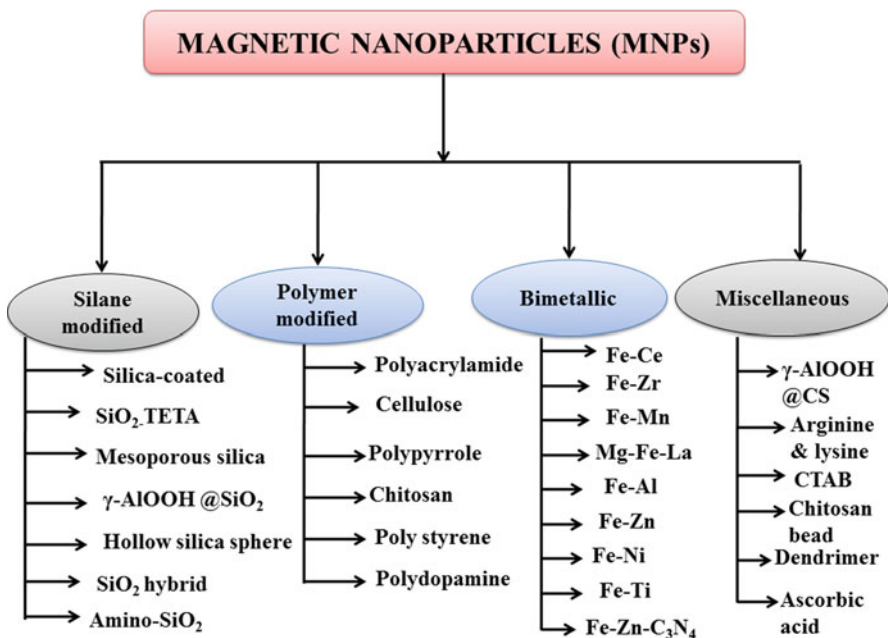 MAGNETIC NANOPARTICLES (MNPs)
Silane
modified
Silica-coated
SiO₂-TETA
Mesoporous silica
γ-AlOOH @SiO₂
Hollow silica sphere
SiO₂ hybrid
Amino-SiO₂
Polymer
modified
Polyacrylamide
Cellulose
Polypyrrole
Chitosan
Poly styrene
Polydopamine
Bimetallic
Fe-Ce
Fe-Zr
Fe-Mn
Mg-Fe-La
Fe-Al
Fe-Zn
Fe-Ni
Fe-Ti
Fe-Zn-C₃N₄
Miscellaneous
γ-AlOOH
@CS
Arginine
& lysine
CTAB
Chitosan
bead
Dendrimer
Ascorbic
acid